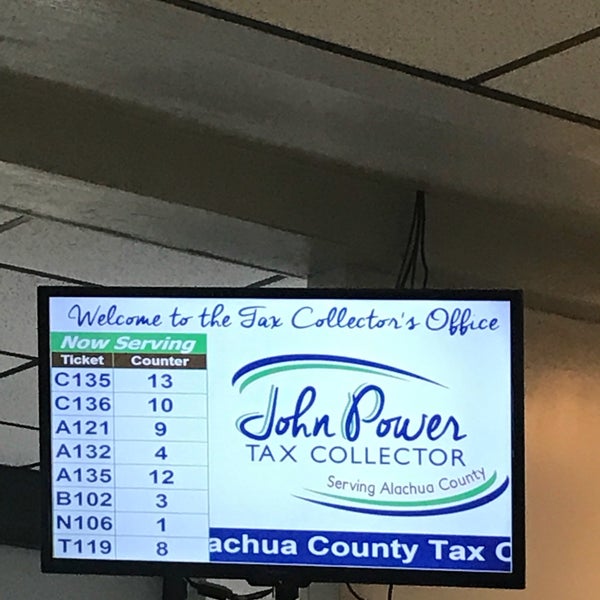 Welcome to the Tax Collector's Office
Now Serving
Ticket Counter
C135 13
C136 10
A121 9
A132 4
A135 12
B102 3
N106 1
T119 8
John Power
TAX COLLECTOR
Serving Alachua County
achua County Tax C